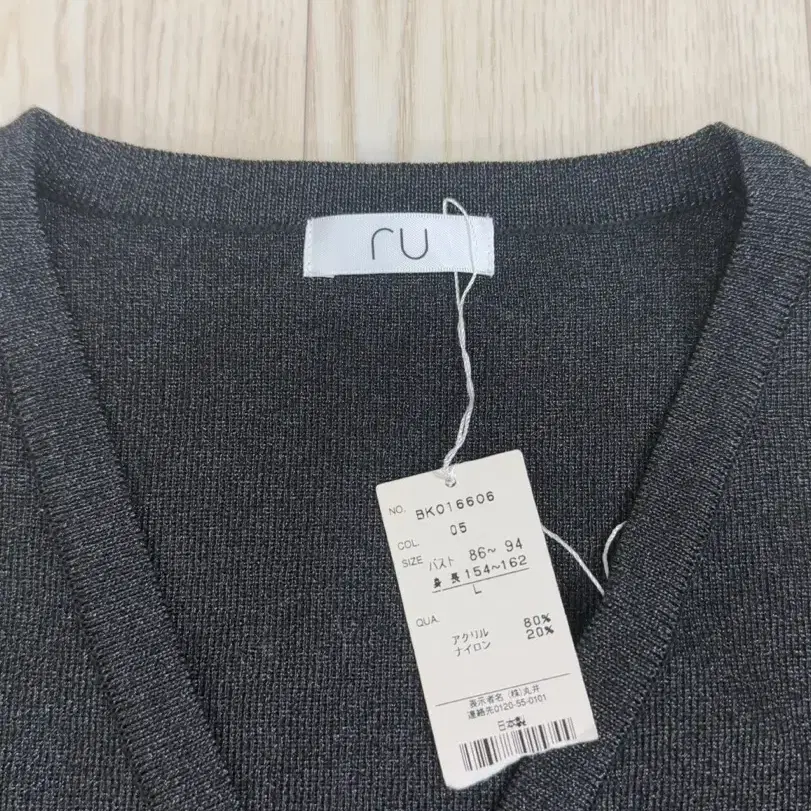 ru
NO. BK016606
COL. 05
SIZE バスト 86~ 94
身 長 154~162
L
QUA.
アクリル 80%
ナイロン 20%
表示者名 (株)丸井
連絡先0120-55-0101
日本製